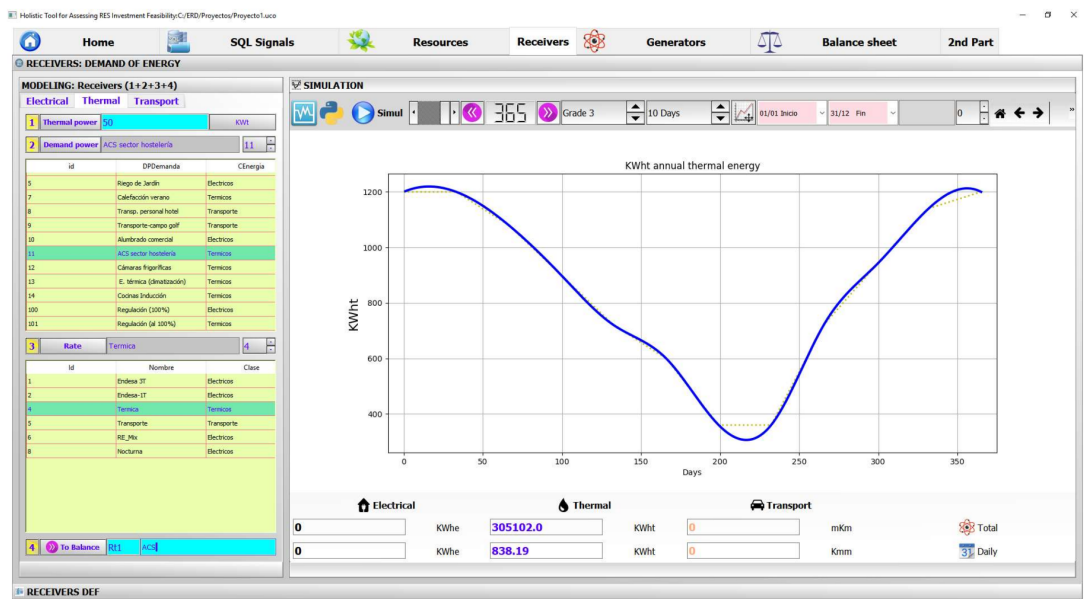 Holistic Tool for Assessing RES Investment Feasibility:C:/ERD/Proyectos/Proyecto1.uco
Home SQL Signals Resources Receivers Generators Balance sheet 2nd Part
RECEIVERS: DEMAND OF ENERGY
MODELING: Receivers (1+2+3+4)
Electrical Thermal Transport
1 Thermal power 50 KWt
2 Demand power ACS sector hostelería 11
id DPDemanda CEnergia
5 Riego de Jardín Electricos
7 Calefacción verano Termicos
8 Transp. personal hotel Transporte
9 Transporte-campo golf Transporte
10 Alumbrado comercial Electricos
11 ACS sector hostelería Termicos
12 Cámaras frigoríficas Termicos
13 E. térmica (climatización) Termicos
14 Cocinas Inducción Termicos
100 Regulación (100%) Electricos
101 Regulación (al 100%) Termicos
3 Rate Termica 4
Id Nombre Clase
1 Endesa 3T Electricos
2 Endesa-1T Electricos
4 Termica Termicos
5 Transporte Transporte
6 RE_Mix Electricos
8 Nocturna Electricos
4 To Balance Rt1 ACS
SIMULATION
Simul 365 Grade 3 10 Days 01/01 Inicio 31/12 Fin 0 »
KWht annual thermal energy
KWht
1200
1000
800
600
400
0 50 100 150 200 250 300 350
Days
Electrical Thermal Transport
0 KWhe 305102.0 KWht 0 mKm Total
0 KWhe 838.19 KWht 0 Kmm 31 Daily
RECEIVERS DEF